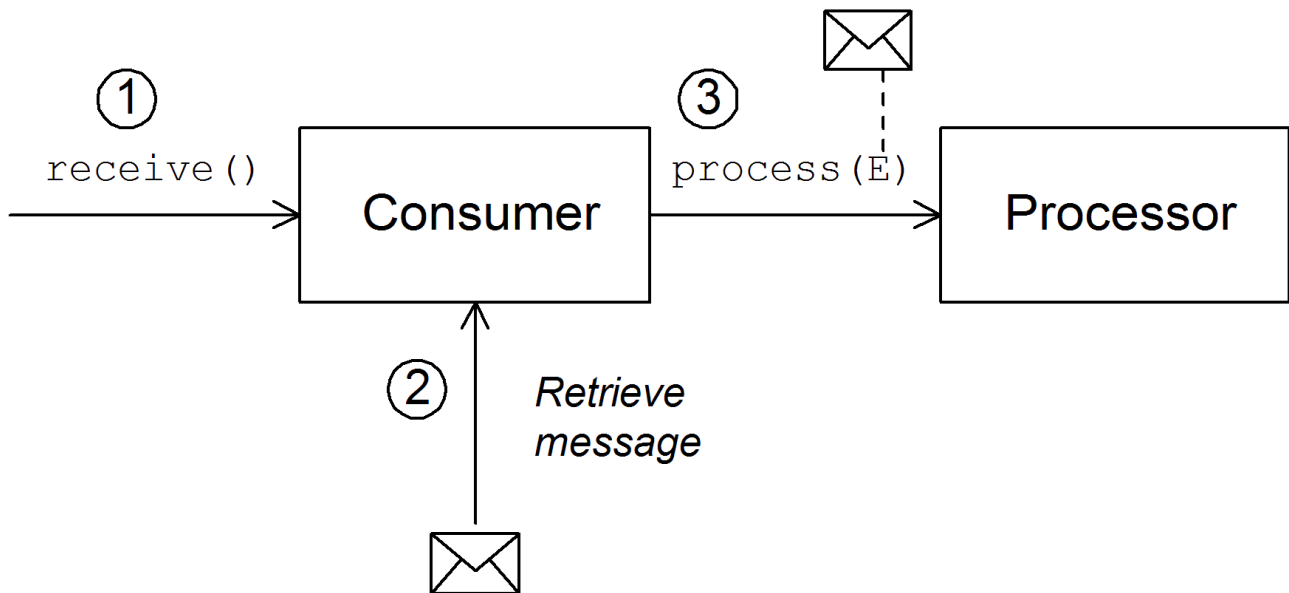 1
receive()
3
process(E)
Consumer
Processor
2
Retrieve
message